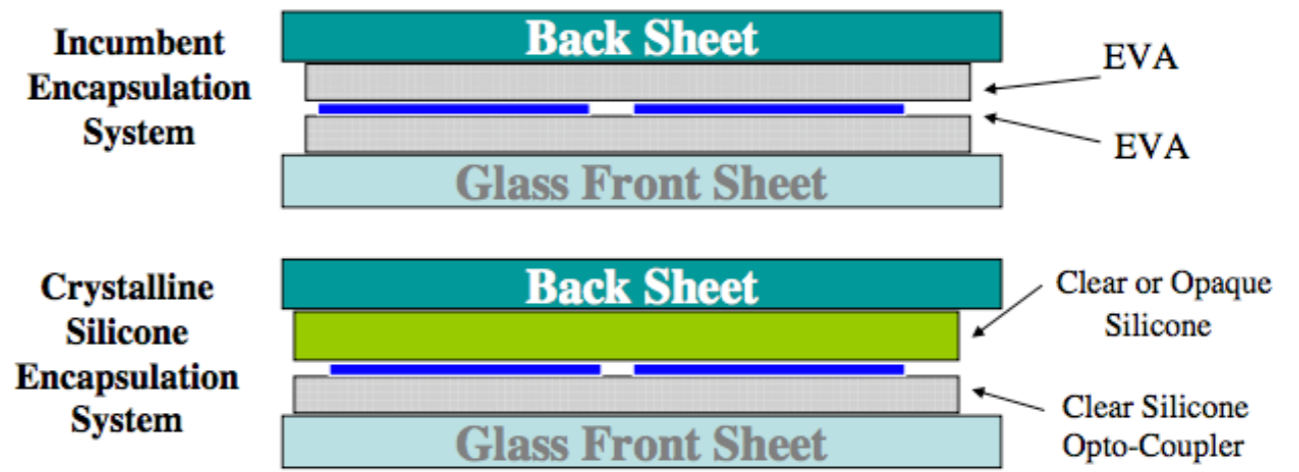 Incumbent
Encapsulation
System
Back Sheet
EVA
EVA
Glass Front Sheet
Crystalline
Silicone
Encapsulation
System
Back Sheet
Clear or Opaque
Silicone
Clear Silicone
Opto-Coupler
Glass Front Sheet